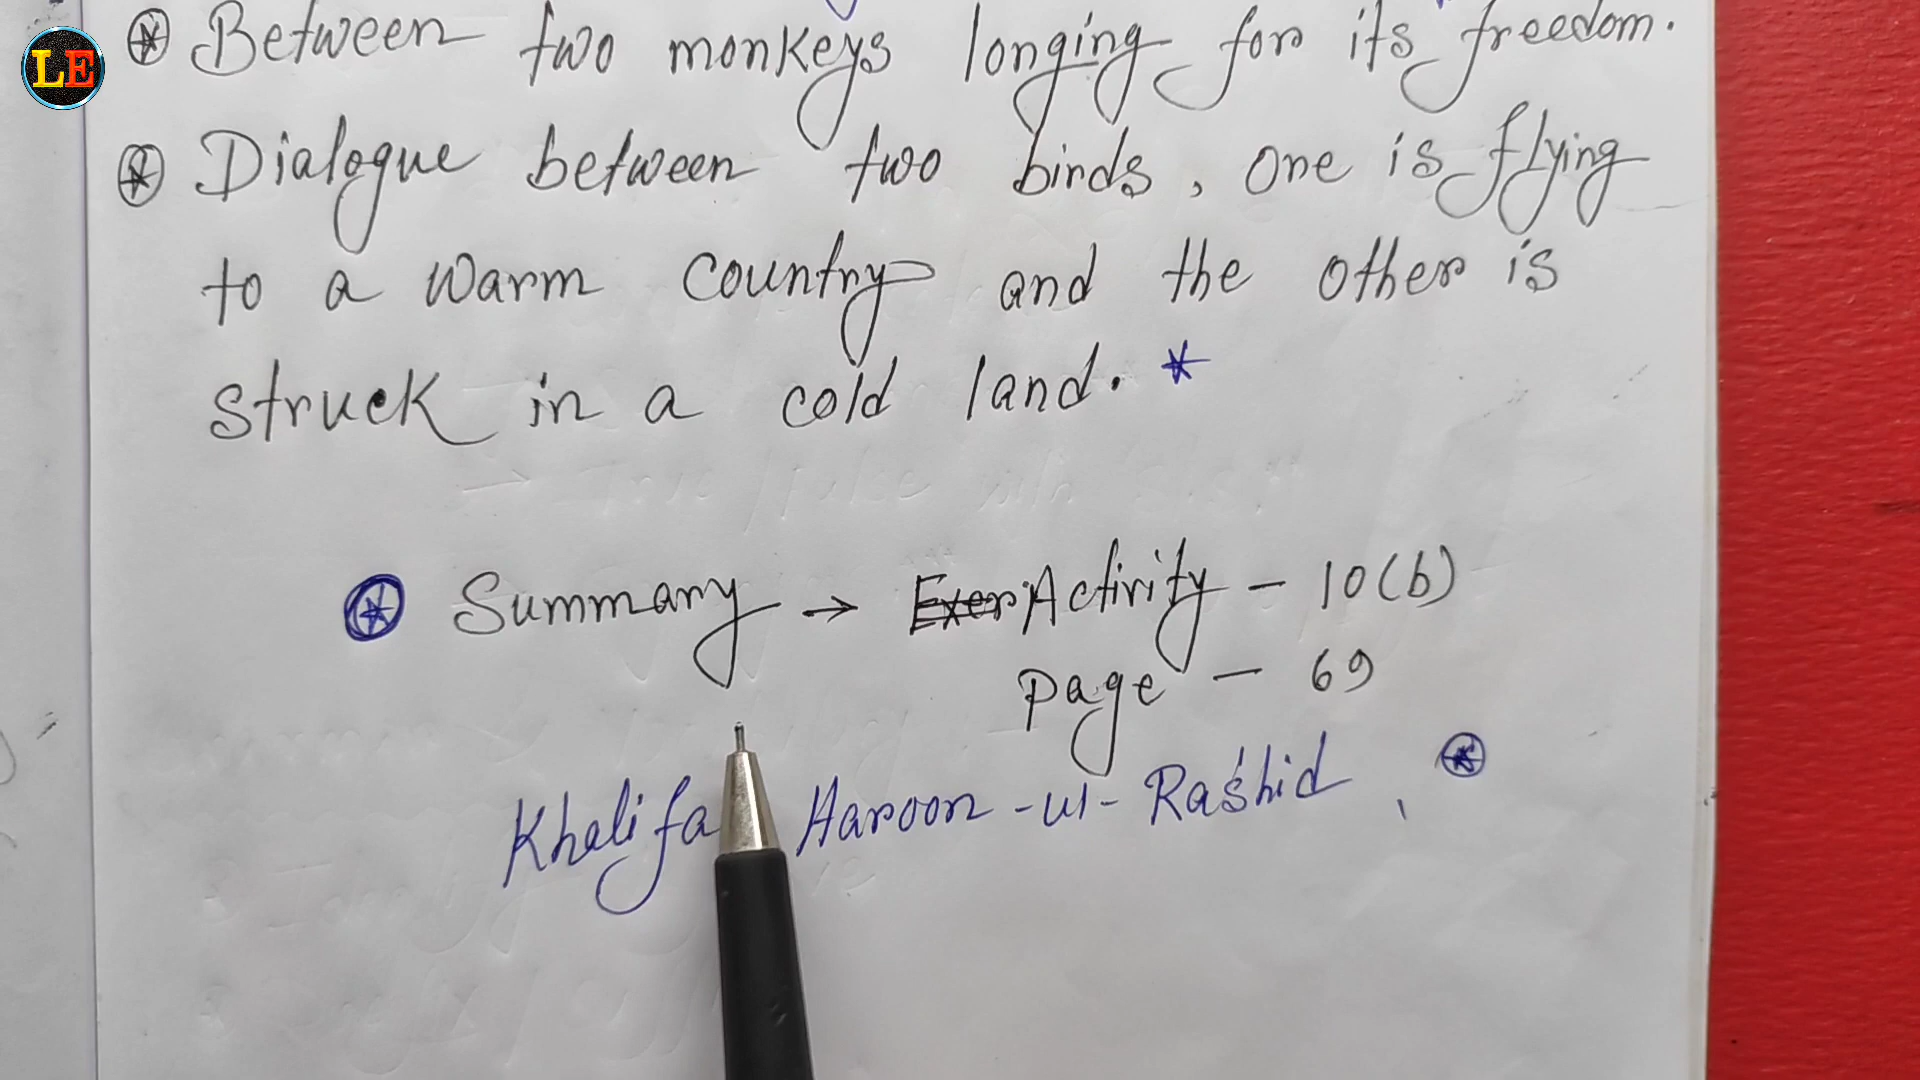 LE
Between two monkeys longing for its freedom.
Dialogue between two birds, one is flying
to a warm country and the other is
struck in a cold land. *
Summary → Activity - 10(b)
Page - 69
Khalifa Haroon-ul-Rashid